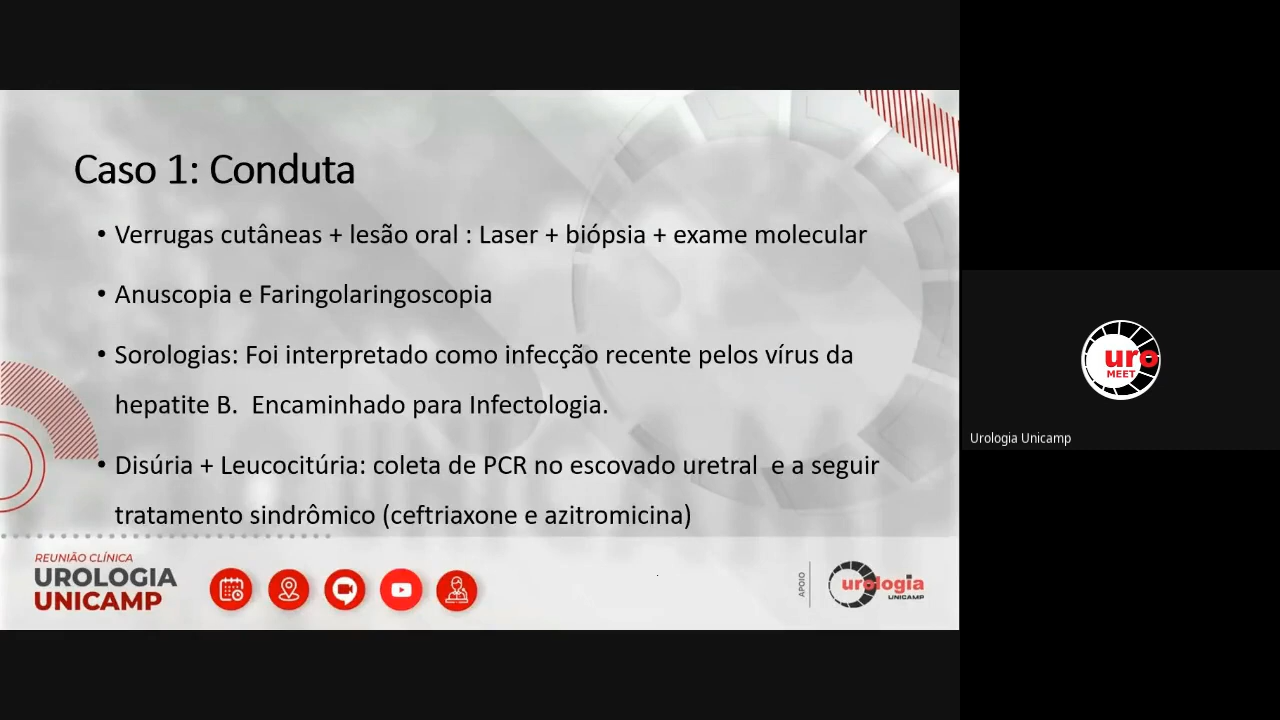 Caso 1: Conduta
• Verrugas cutâneas + lesão oral : Laser + biópsia + exame molecular
• Anuscopia e Faringolaringoscopia
• Sorologias: Foi interpretado como infecção recente pelos vírus da
hepatite B.  Encaminhado para Infectologia.
• Disúria + Leucocitúria: coleta de PCR no escovado uretral  e a seguir
tratamento sindrômico (ceftriaxone e azitromicina)
REUNIÃO CLÍNICA
UROLOGIA
UNICAMP
APOIO
urologia
UNICAMP
uro
MEET
Urologia Unicamp